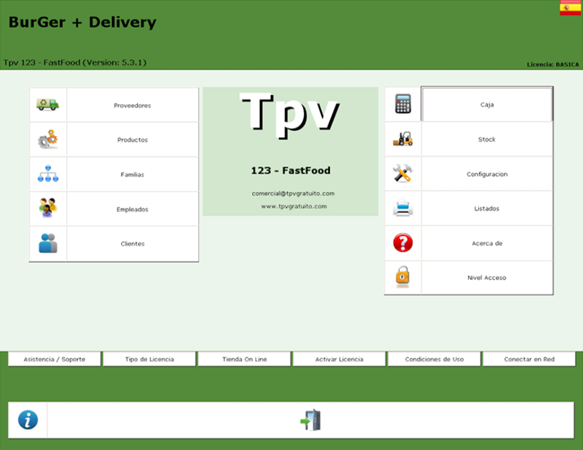 BurGer + Delivery
Tpv 123 - FastFood (Version: 5.3.1)
Licencia: BASICA
Proveedores
Productos
Familias
Empleados
Clientes
Tpv
123 - FastFood
comercial@tpvgratuito.com
www.tpvgratuito.com
Caja
Stock
Configuracion
Listados
Acerca de
Nivel Acceso
Asistencia / Soporte
Tipo de Licencia
Tienda On Line
Activar Licencia
Condiciones de Uso
Conectar en Red